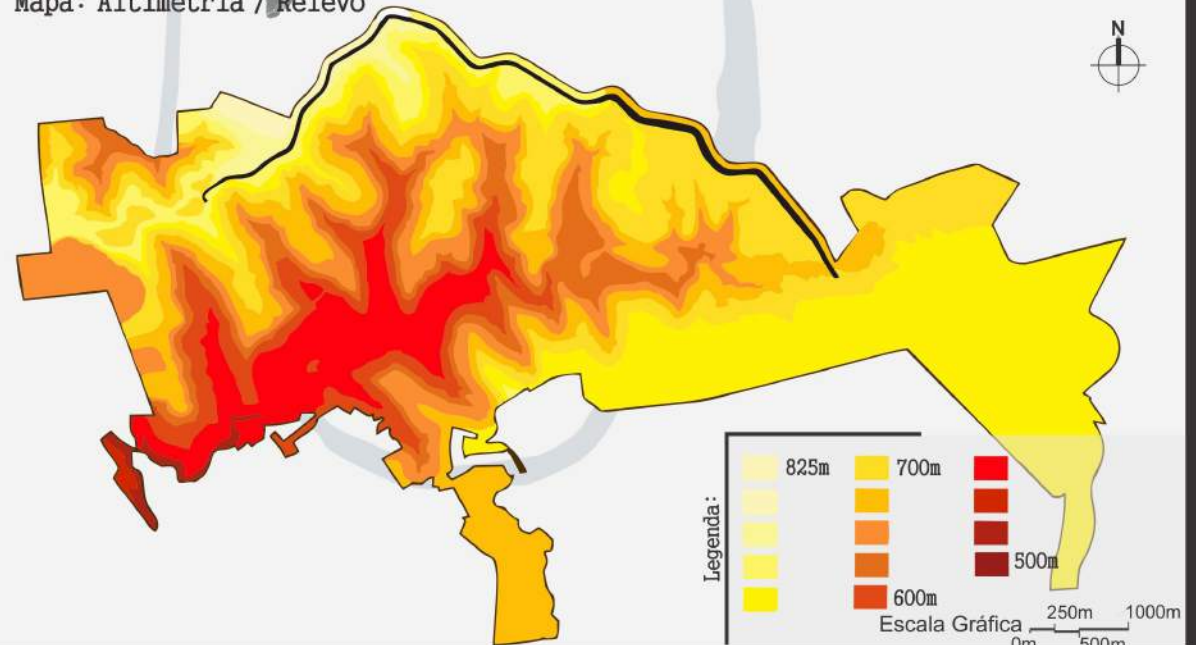 Mapa: Altimetria / Relevo
N
Legenda:
825m
700m
600m
500m
Escala Gráfica
250m 1000m
0m 500m